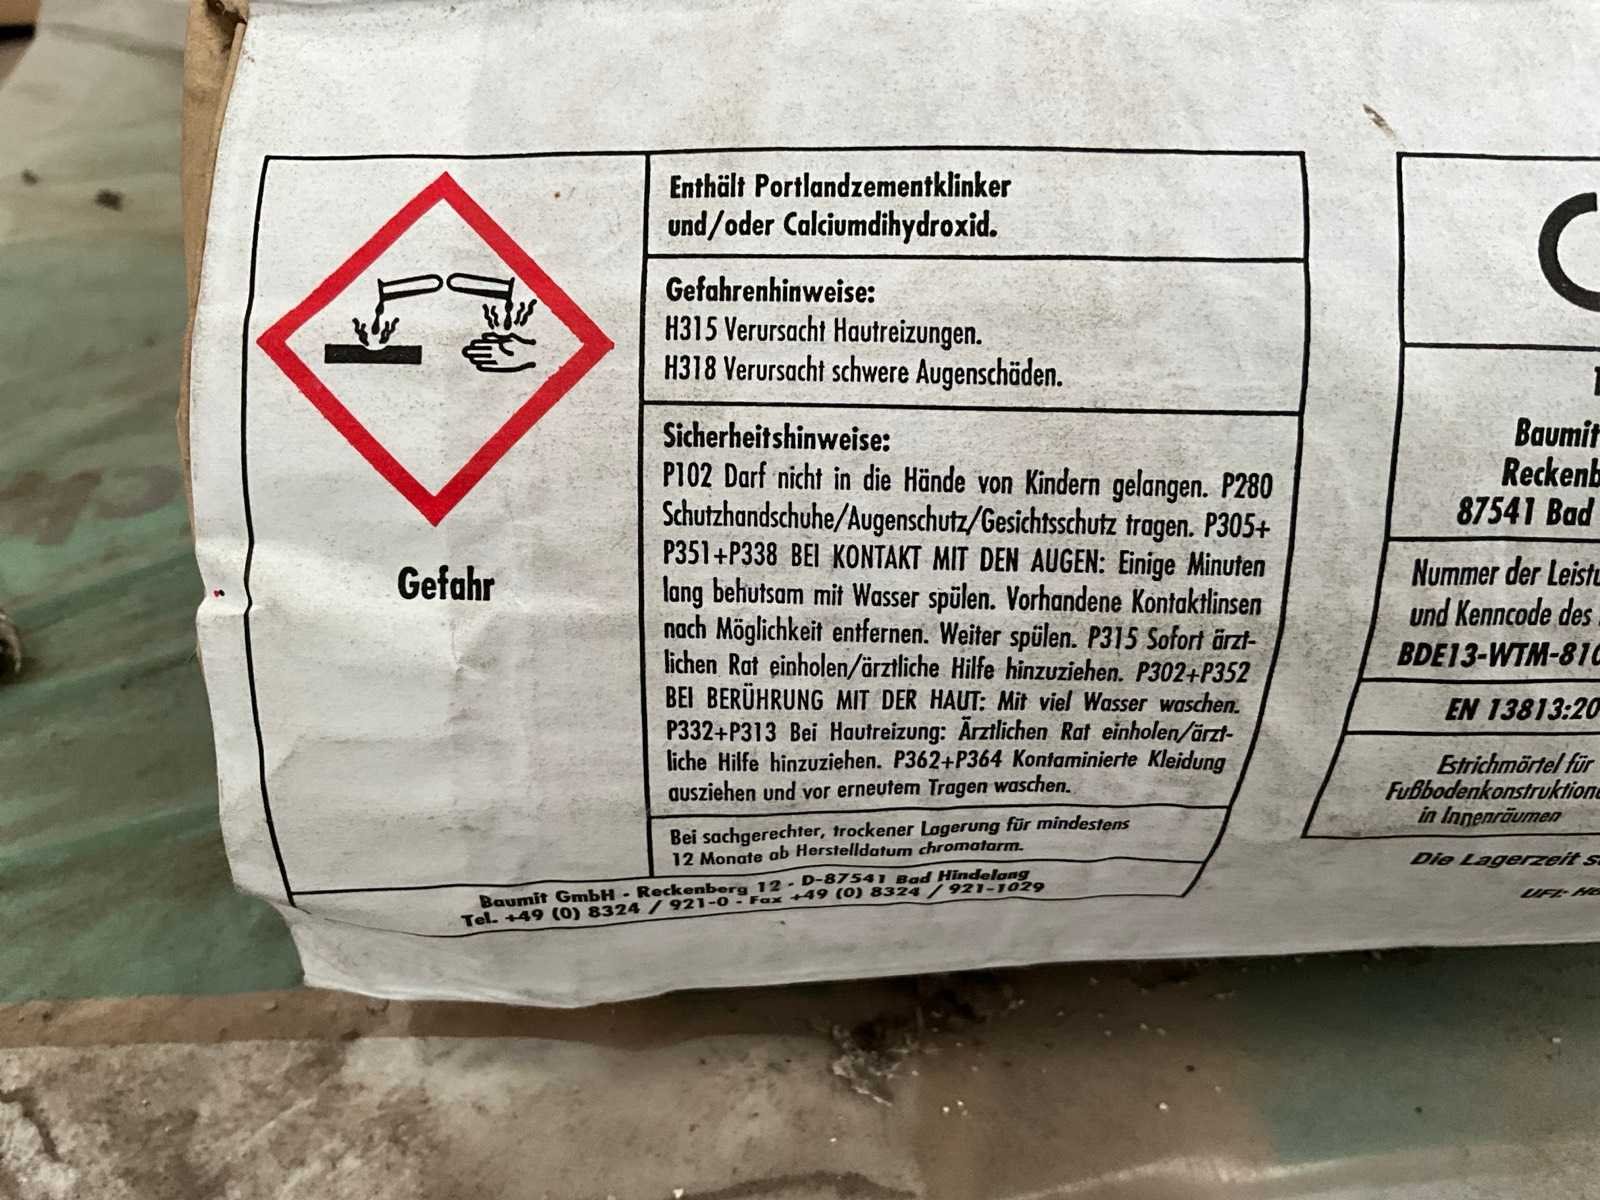 Enthält Portlandzementklinker
und/oder Calciumdihydroxid.
Gefahrenhinweise:
H315 Verursacht Hautreizungen.
H318 Verursacht schwere Augenschäden.
Sicherheitshinweise:
P102 Darf nicht in die Hände von Kindern gelangen. P280
Schutzhandschuhe/Augenschutz/Gesichtsschutz tragen. P305+
P351+P338 BEI KONTAKT MIT DEN AUGEN: Einige Minuten
lang behutsam mit Wasser spülen. Vorhandene Kontaktlinsen
nach Möglichkeit entfernen. Weiter spülen. P315 Sofort ärzt-
lichen Rat einholen/ärztliche Hilfe hinzuziehen. P302+P352
BEI BERÜHRUNG MIT DER HAUT: Mit viel Wasser waschen.
P332+P313 Bei Hautreizung: Ärztlichen Rat einholen/ärzt-
liche Hilfe hinzuziehen. P362+P364 Kontaminierte Kleidung
ausziehen und vor erneutem Tragen waschen.
Bei sachgerechter, trockener Lagerung für mindestens
12 Monate ab Herstelldatum chromatarm.
Gefahr
Baumit GmbH - Reckenberg 12 - D-87541 Bad Hindelang
Tel. +49 (0) 8324 / 921-0 - Fax +49 (0) 8324 / 921-1029
Baumit
Reckenb
87541 Bad
Nummer der Leistu
und Kenncode des
BDE13-WTM-810
EN 13813:20
Estrichmörtel für
Fußbodenkonstruktione
in Innenräumen
Die Lagerzeit s
UFI: